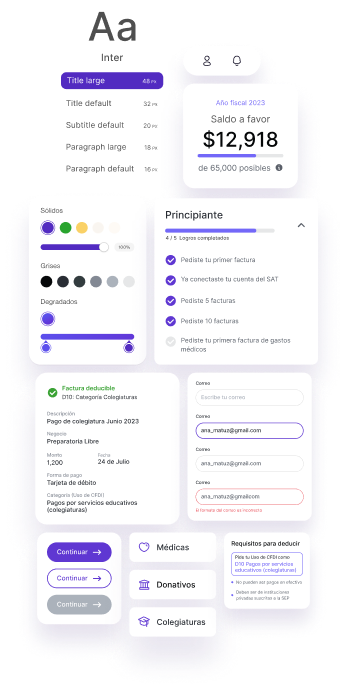 Aa
Inter
Title large 48 PX
Title default 32 PX
Subtitle default 20 PX
Paragraph large 18 PX
Paragraph default 16 PX
Año fiscal 2023
Saldo a favor
$12,918
de 65,000 posibles
Sólidos
100%
Grises
Degradados
Principiante
4 / 5 Logros completados
Pediste tu primer factura
Ya conectaste tu cuenta del SAT
Pediste 5 facturas
Pediste 10 facturas
Pediste tu primera factura de gastos
médicos
Factura deducible
D10: Categoria Colegiaturas
Descripción
Pago de colegiatura Junio 2023
Negocio
Preparatoria Libre
Monto
1,200
Fecha
24 de Julio
Forma de pago
Tarjeta de débito
Categoría (Uso de CFDI)
Pagos por servicios educativos
(colegiaturas)
Correo
Escribe tu correo
Correo
ana_matuz@gmail.com
Correo
ana_matuz@gmail.com
Correo
ana_matuz@gmailcom
El formato del correo es incorrecto
Continuar
Continuar
Continuar
Médicas
Donativos
Colegiaturas
Requisitos para deducir
Pide tu Uso de CFDI como:
D10 Pagos por servicios
educativos (colegiaturas)
No pueden ser pagos en efectivo
Deben ser de instituciones
privadas suscritas a la SEP